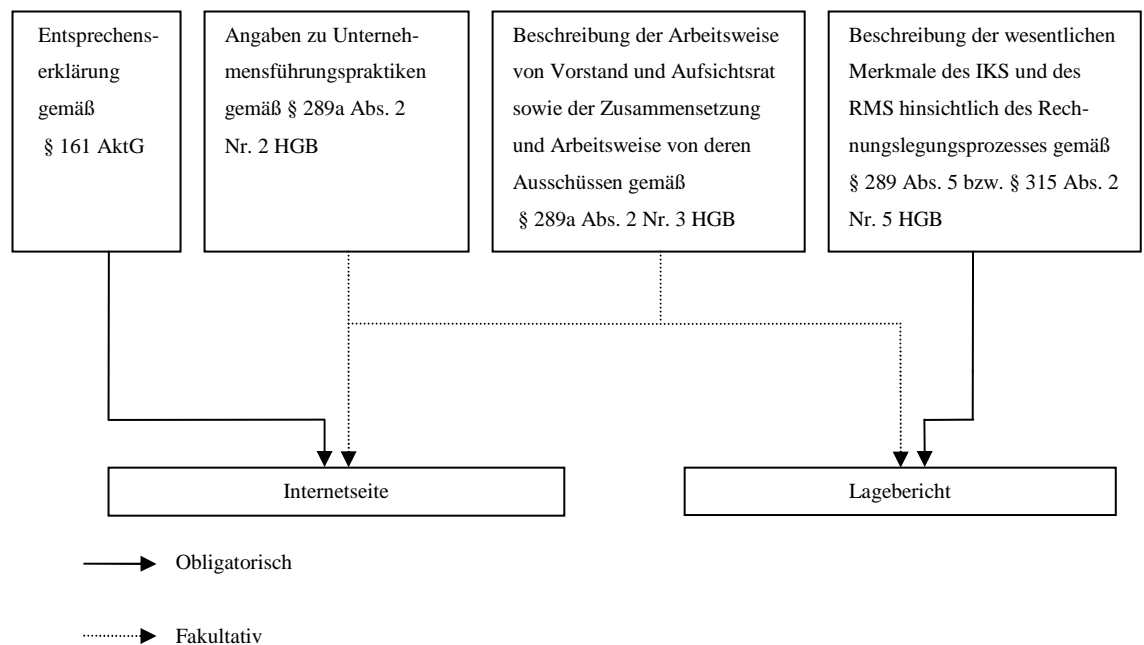 Entsprechens-
erklärung
gemäß
§ 161 AktG
Angaben zu Unterneh-
mensführungspraktiken
gemäß § 289a Abs. 2
Nr. 2 HGB
Beschreibung der Arbeitsweise
von Vorstand und Aufsichtsrat
sowie der Zusammensetzung
und Arbeitsweise von deren
Ausschüssen gemäß
§ 289a Abs. 2 Nr. 3 HGB
Beschreibung der wesentlichen
Merkmale des IKS und des
RMS hinsichtlich des Rech-
nungslegungsprozesses gemäß
§ 289 Abs. 5 bzw. § 315 Abs. 2
Nr. 5 HGB
Internetseite
Lagebericht
Obligatorisch
Fakultativ